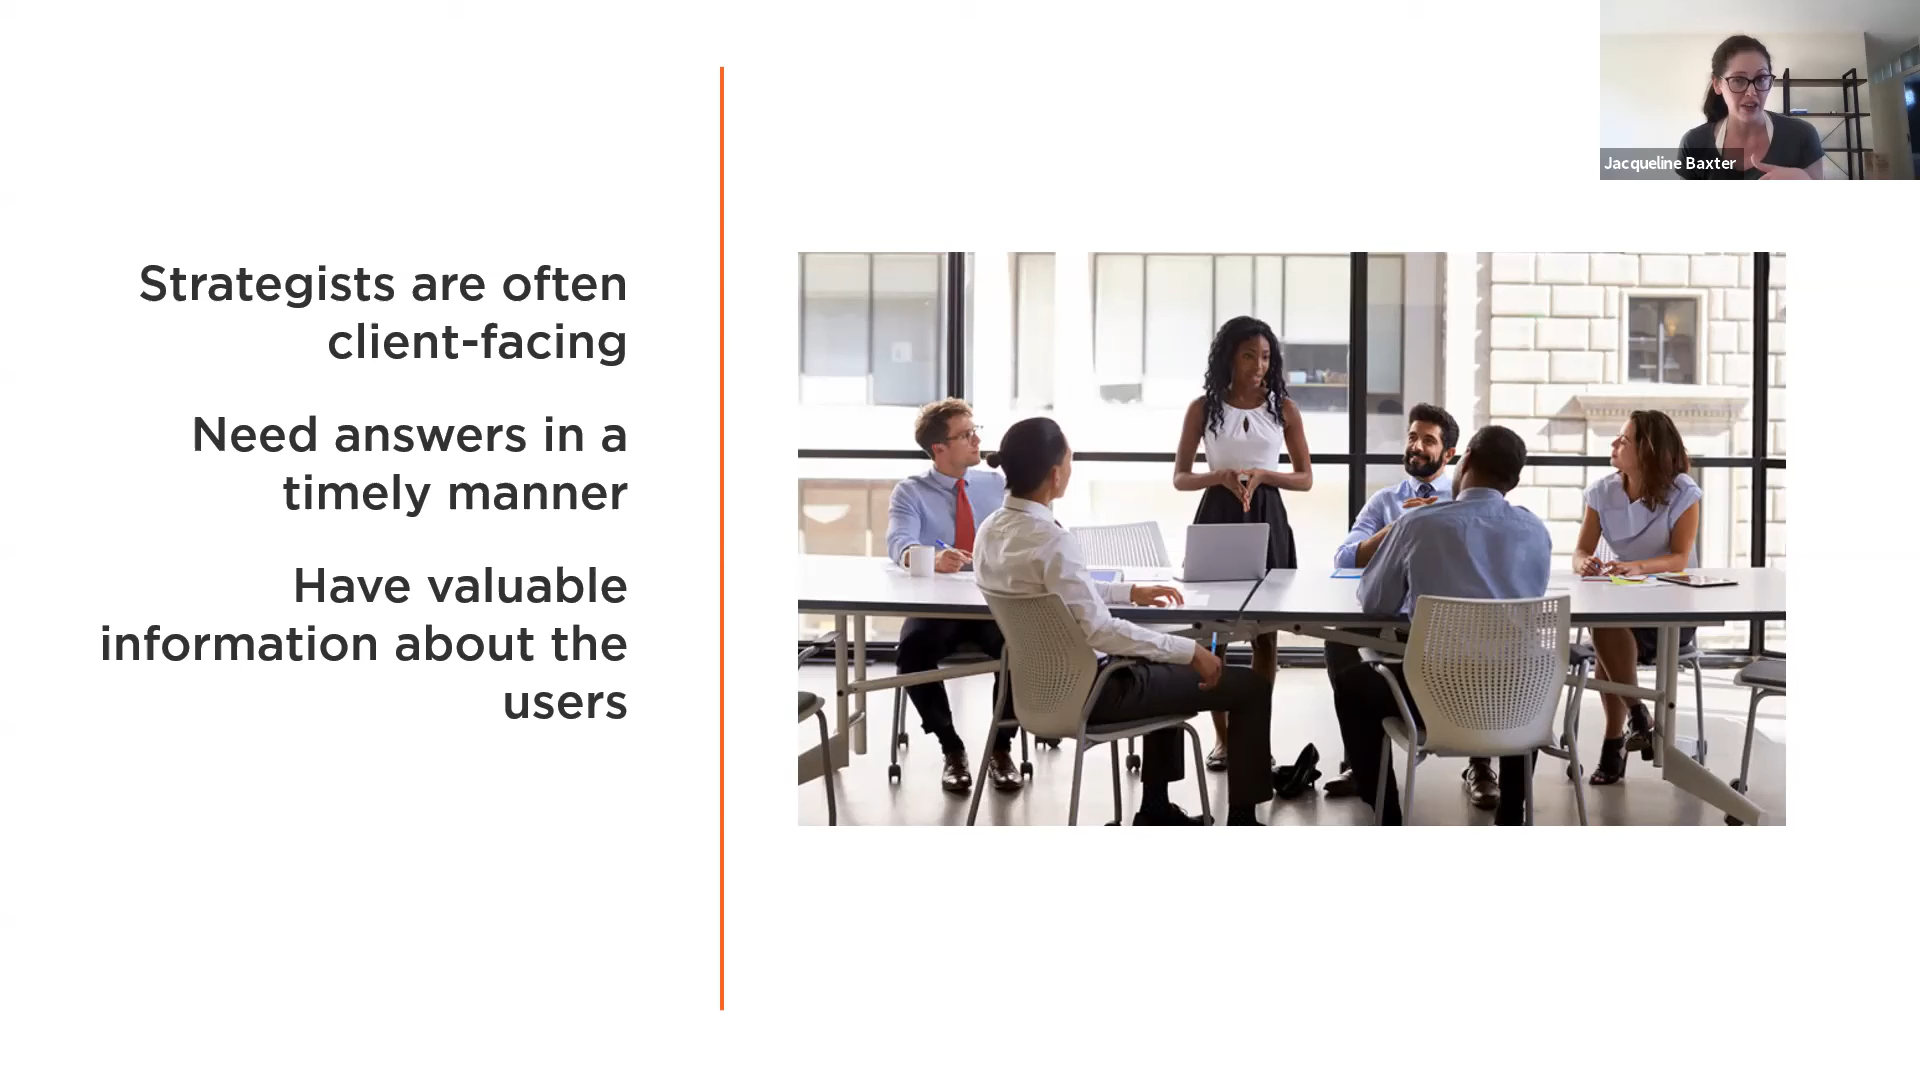 Strategists are often
client-facing
Need answers in a
timely manner
Have valuable
information about the
users
Jacqueline Baxter